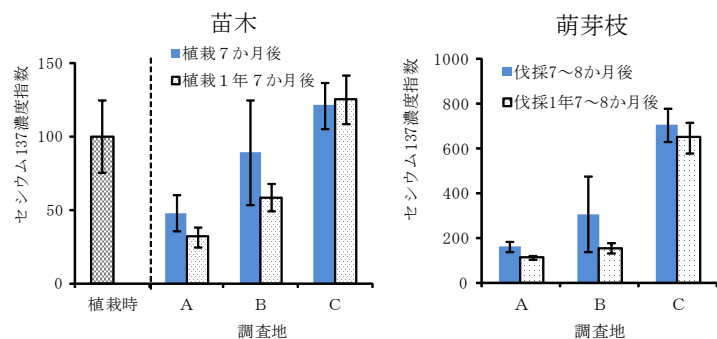 苗木
セシウム137濃度指数
150
100
50
0
植栽７か月後
植栽１年７か月後
植栽時
A
B
C
調査地
萌芽枝
セシウム137濃度指数
1000
800
600
400
200
0
伐採7～8か月後
伐採1年7～8か月後
A
B
C
調査地